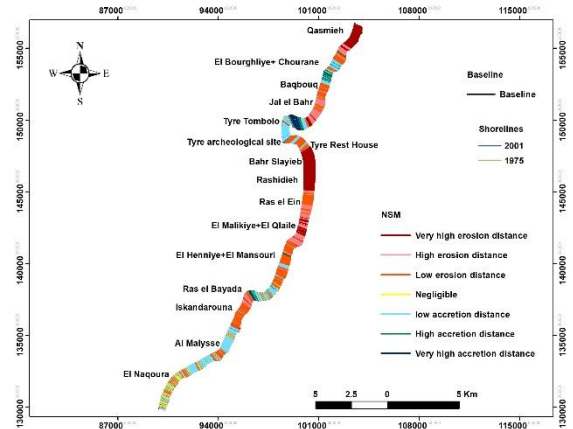 87000 94000 101000 108000 115000
N
W E
S
Qasmieh
El Bourghliye+ Chourane
Baqbouq
Jal el Bahr
Tyre Tombolo
Tyre archeological site
Tyre Rest House
Bahr Slayieb
Rashidieh
Ras el Ein
El Malikiye+El Qlaile
El Henniye+El Mansouri
Ras el Bayada
Iskandarouna
Al Malysse
El Naqoura
Baseline
Baseline
Shorelines
2001
1975
NSM
Very high erosion distance
High erosion distance
Low erosion distance
Negligible
low accretion distance
High accretion distance
Very high accretion distance
5 2.5 0 5 Km
155000
150000
145000
140000
135000
130000
155000
150000
145000
140000
135000
130000
87000 94000 101000 108000 115000